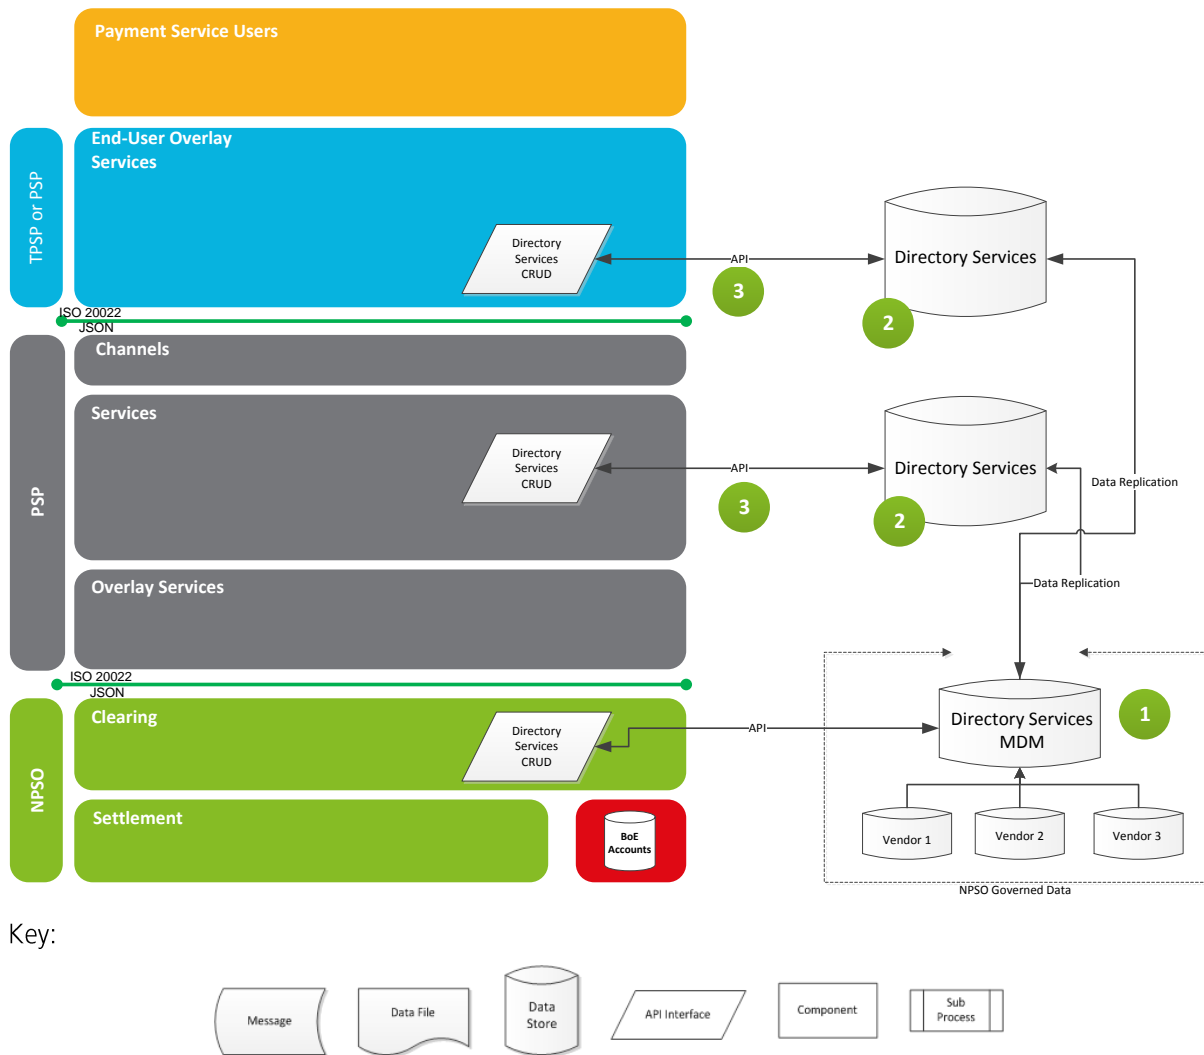 Payment Service Users
TPSP or PSP
End-User Overlay
Services
Directory
Services
CRUD
API
3
Directory Services
2
ISO 20022
JSON
PSP
Channels
Services
Directory
Services
CRUD
API
3
Directory Services
2
Data Replication
Data Replication
Overlay Services
ISO 20022
JSON
NPSO
Clearing
Directory
Services
CRUD
API
Directory Services
MDM
1
Settlement
BoE
Accounts
Vendor 1
Vendor 2
Vendor 3
NPSO Governed Data
Key:
Message
Data File
Data
Store
API Interface
Component
Sub
Process